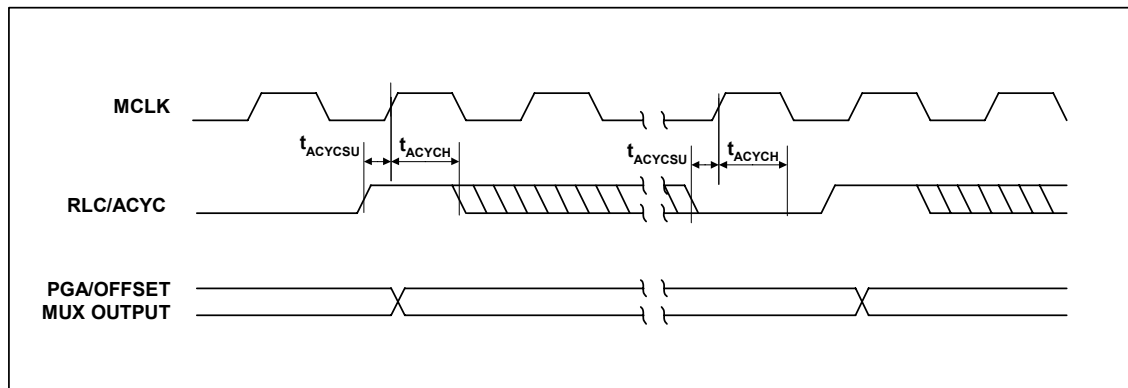 MCLK
tACYCSU tACYCH tACYCSU tACYCH
RLC/ACYC
PGA/OFFSET
MUX OUTPUT